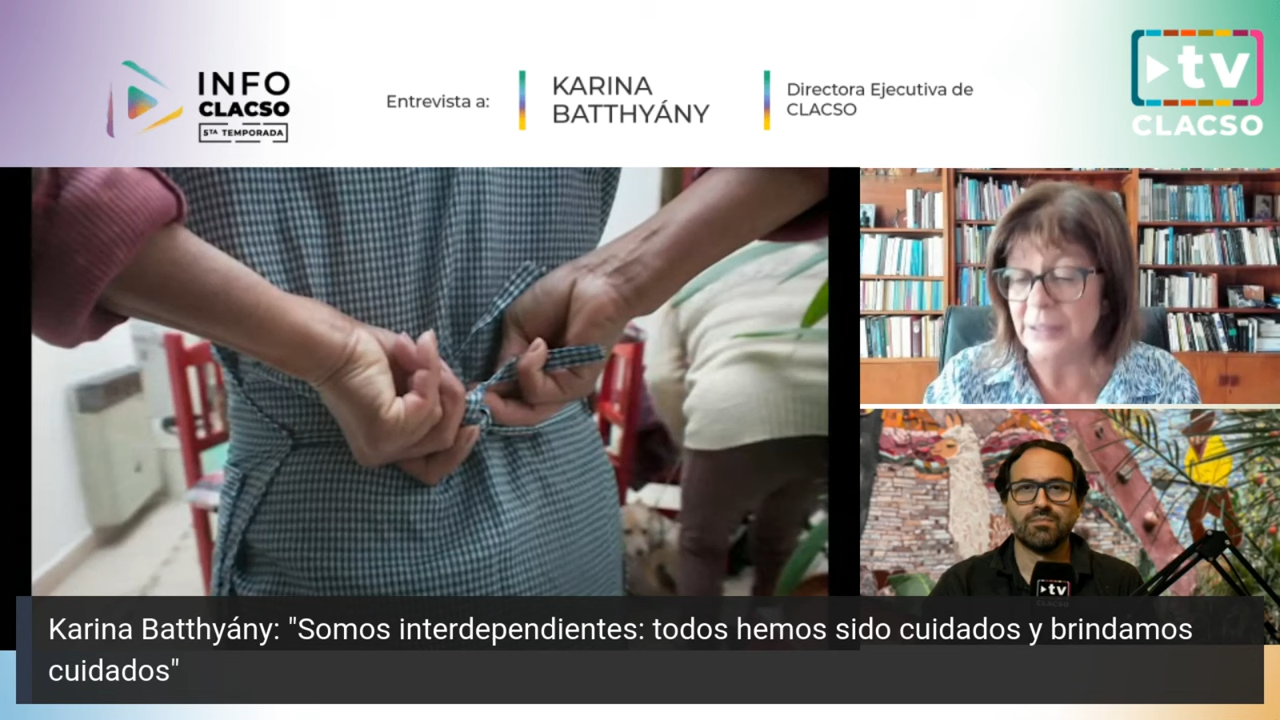 INFO
CLACSO
5TA TEMPORADA
Entrevista a:
KARINA
BATTHYÁNY
Directora Ejecutiva de
CLACSO
tv
CLACSO
tv
Karina Batthyány: "Somos interdependientes: todos hemos sido cuidados y brindamos
cuidados"